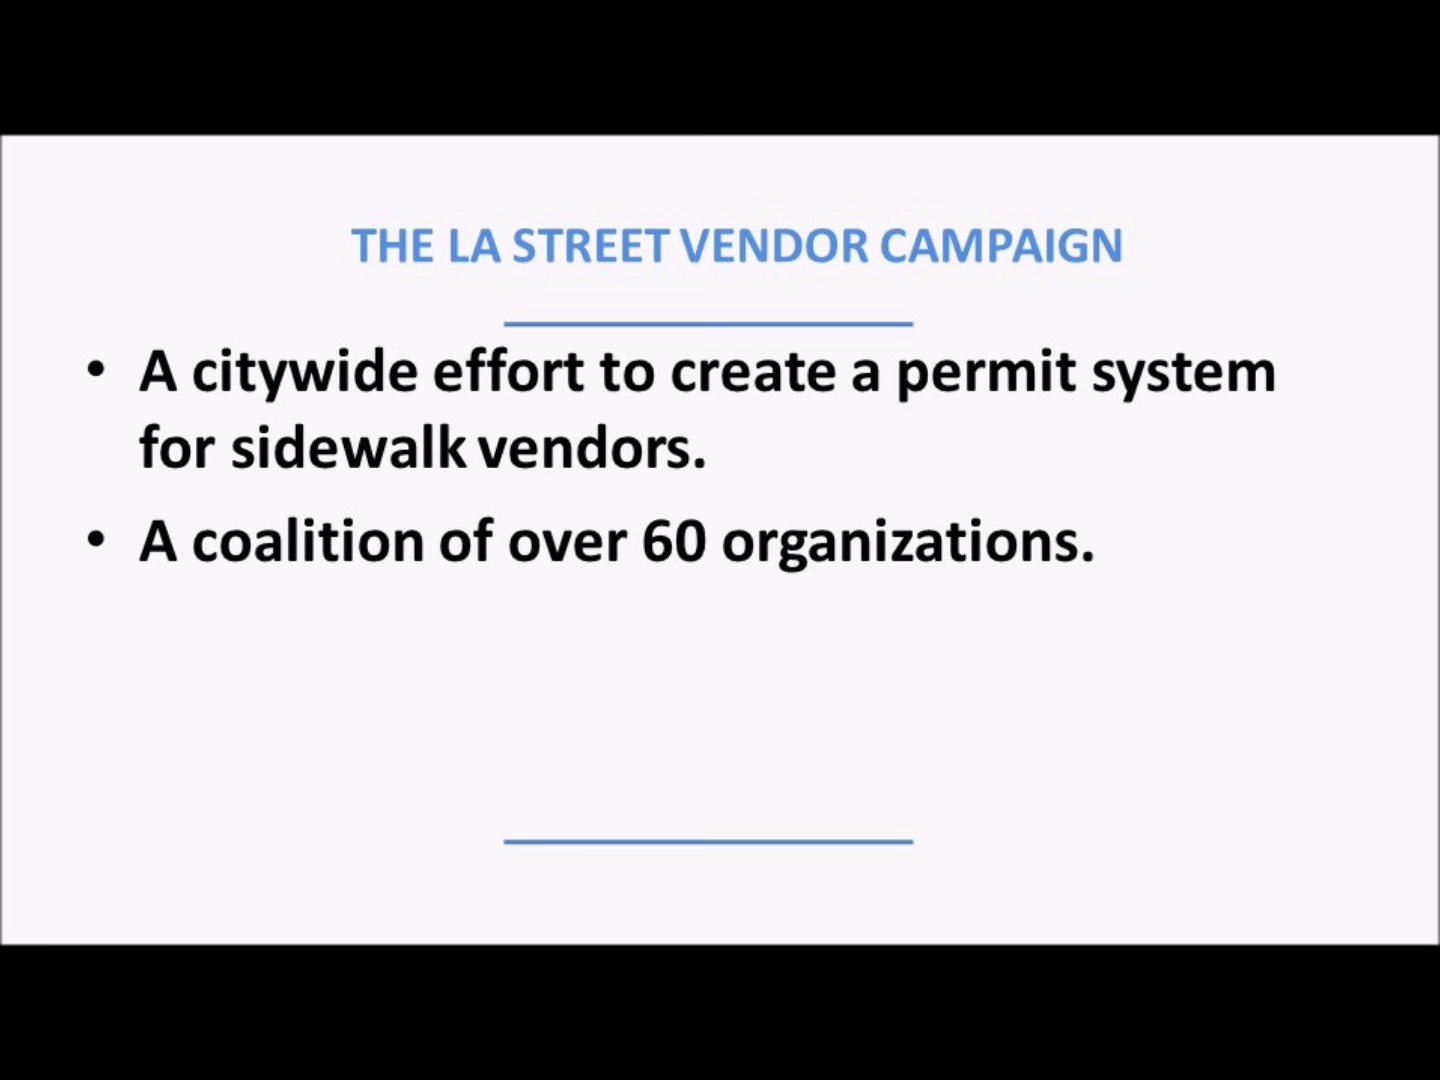 THE LA STREET VENDOR CAMPAIGN
• A citywide effort to create a permit system
for sidewalk vendors.
• A coalition of over 60 organizations.